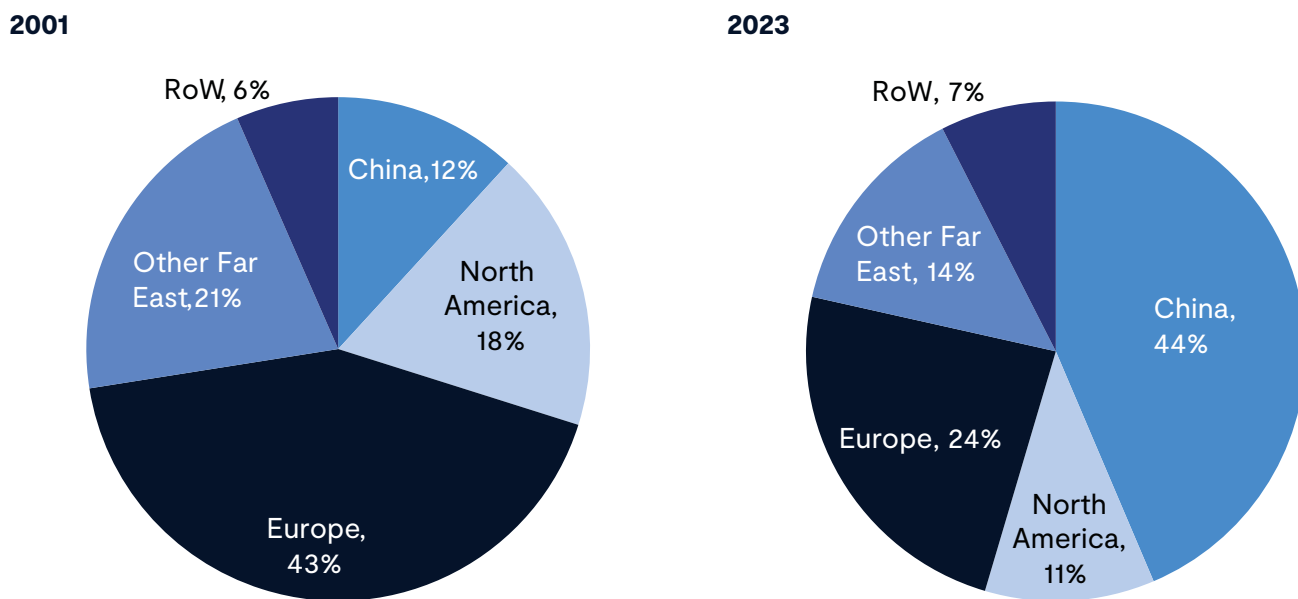 2001
RoW, 6%
China,12%
Other Far
East,21%
North
America,
18%
Europe,
43%
2023
RoW, 7%
Other Far
East, 14%
China,
44%
Europe, 24%
North
America,
11%